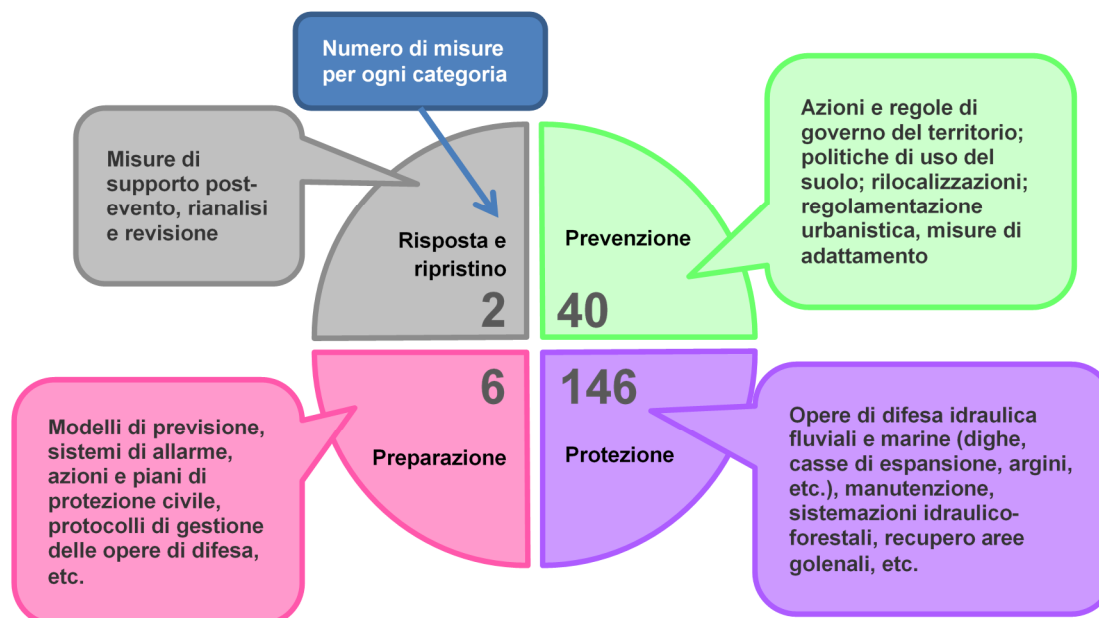 Numero di misure
per ogni categoria
Misure di
supporto post-
evento, rianalisi
e revisione
Azioni e regole di
governo del territorio;
politiche di uso del
suolo; rilocalizzazioni;
regolamentazione
urbanistica, misure di
adattamento
Risposta e
ripristino
2
Prevenzione
40
6
Preparazione
146
Protezione
Modelli di previsione,
sistemi di allarme,
azioni e piani di
protezione civile,
protocolli di gestione
delle opere di difesa,
etc.
Opere di difesa idraulica
fluviali e marine (dighe,
casse di espansione, argini,
etc.), manutenzione,
sistemazioni idraulico-
forestali, recupero aree
golenali, etc.